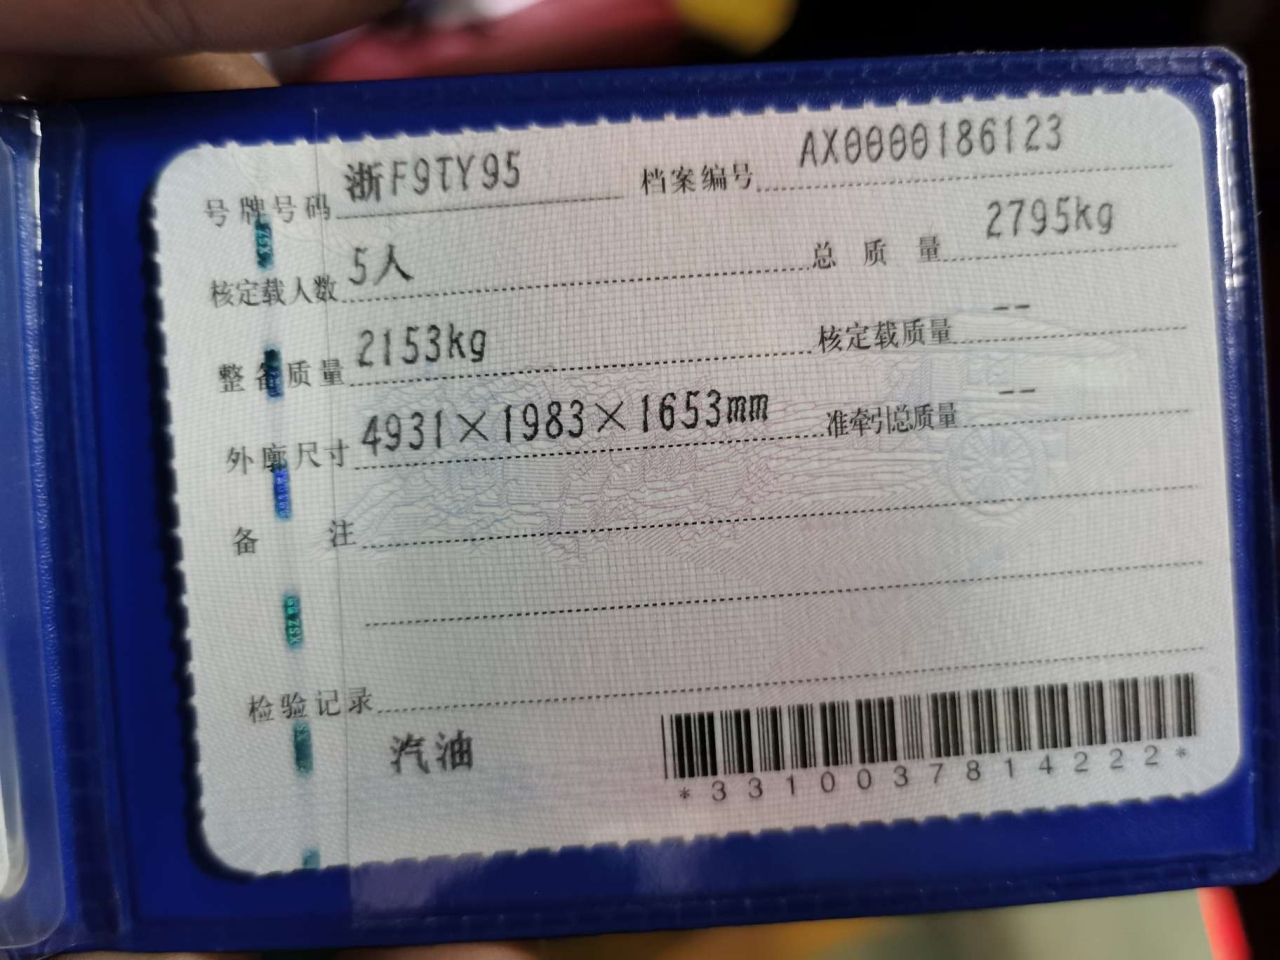 号牌号码 浙F9TY95 档案编号 AX0000186123
核定载人数 5人 总质量 2795kg
整备质量 2153kg 核定载质量 --
外廓尺寸 4931×1983×1653mm 准牵引总质量 --
备注
检验记录
汽油
*3310037814222*